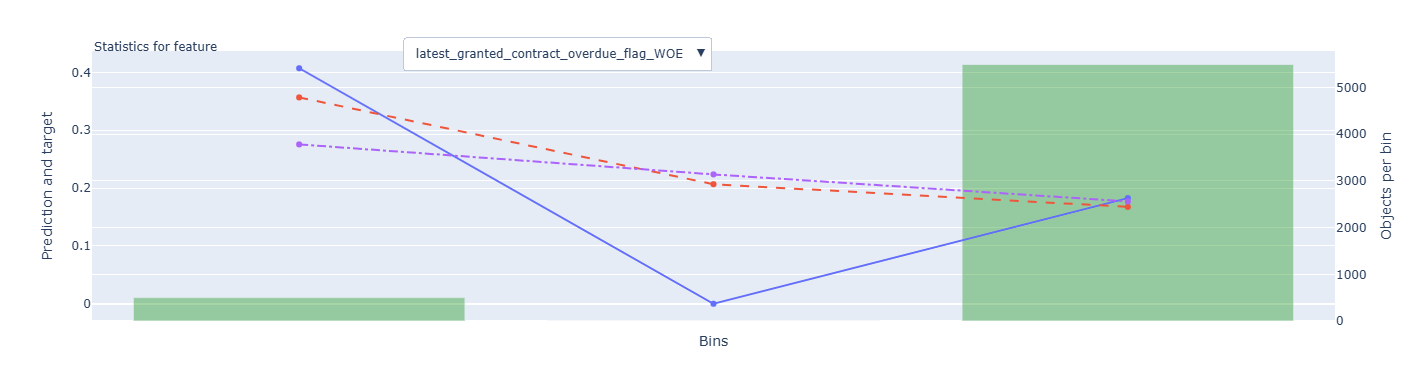 Statistics for feature
latest_granted_contract_overdue_flag_WOE ▼
Prediction and target
0.4
0.3
0.2
0.1
0
5000
4000
3000
2000
1000
0
Objects per bin
Bins